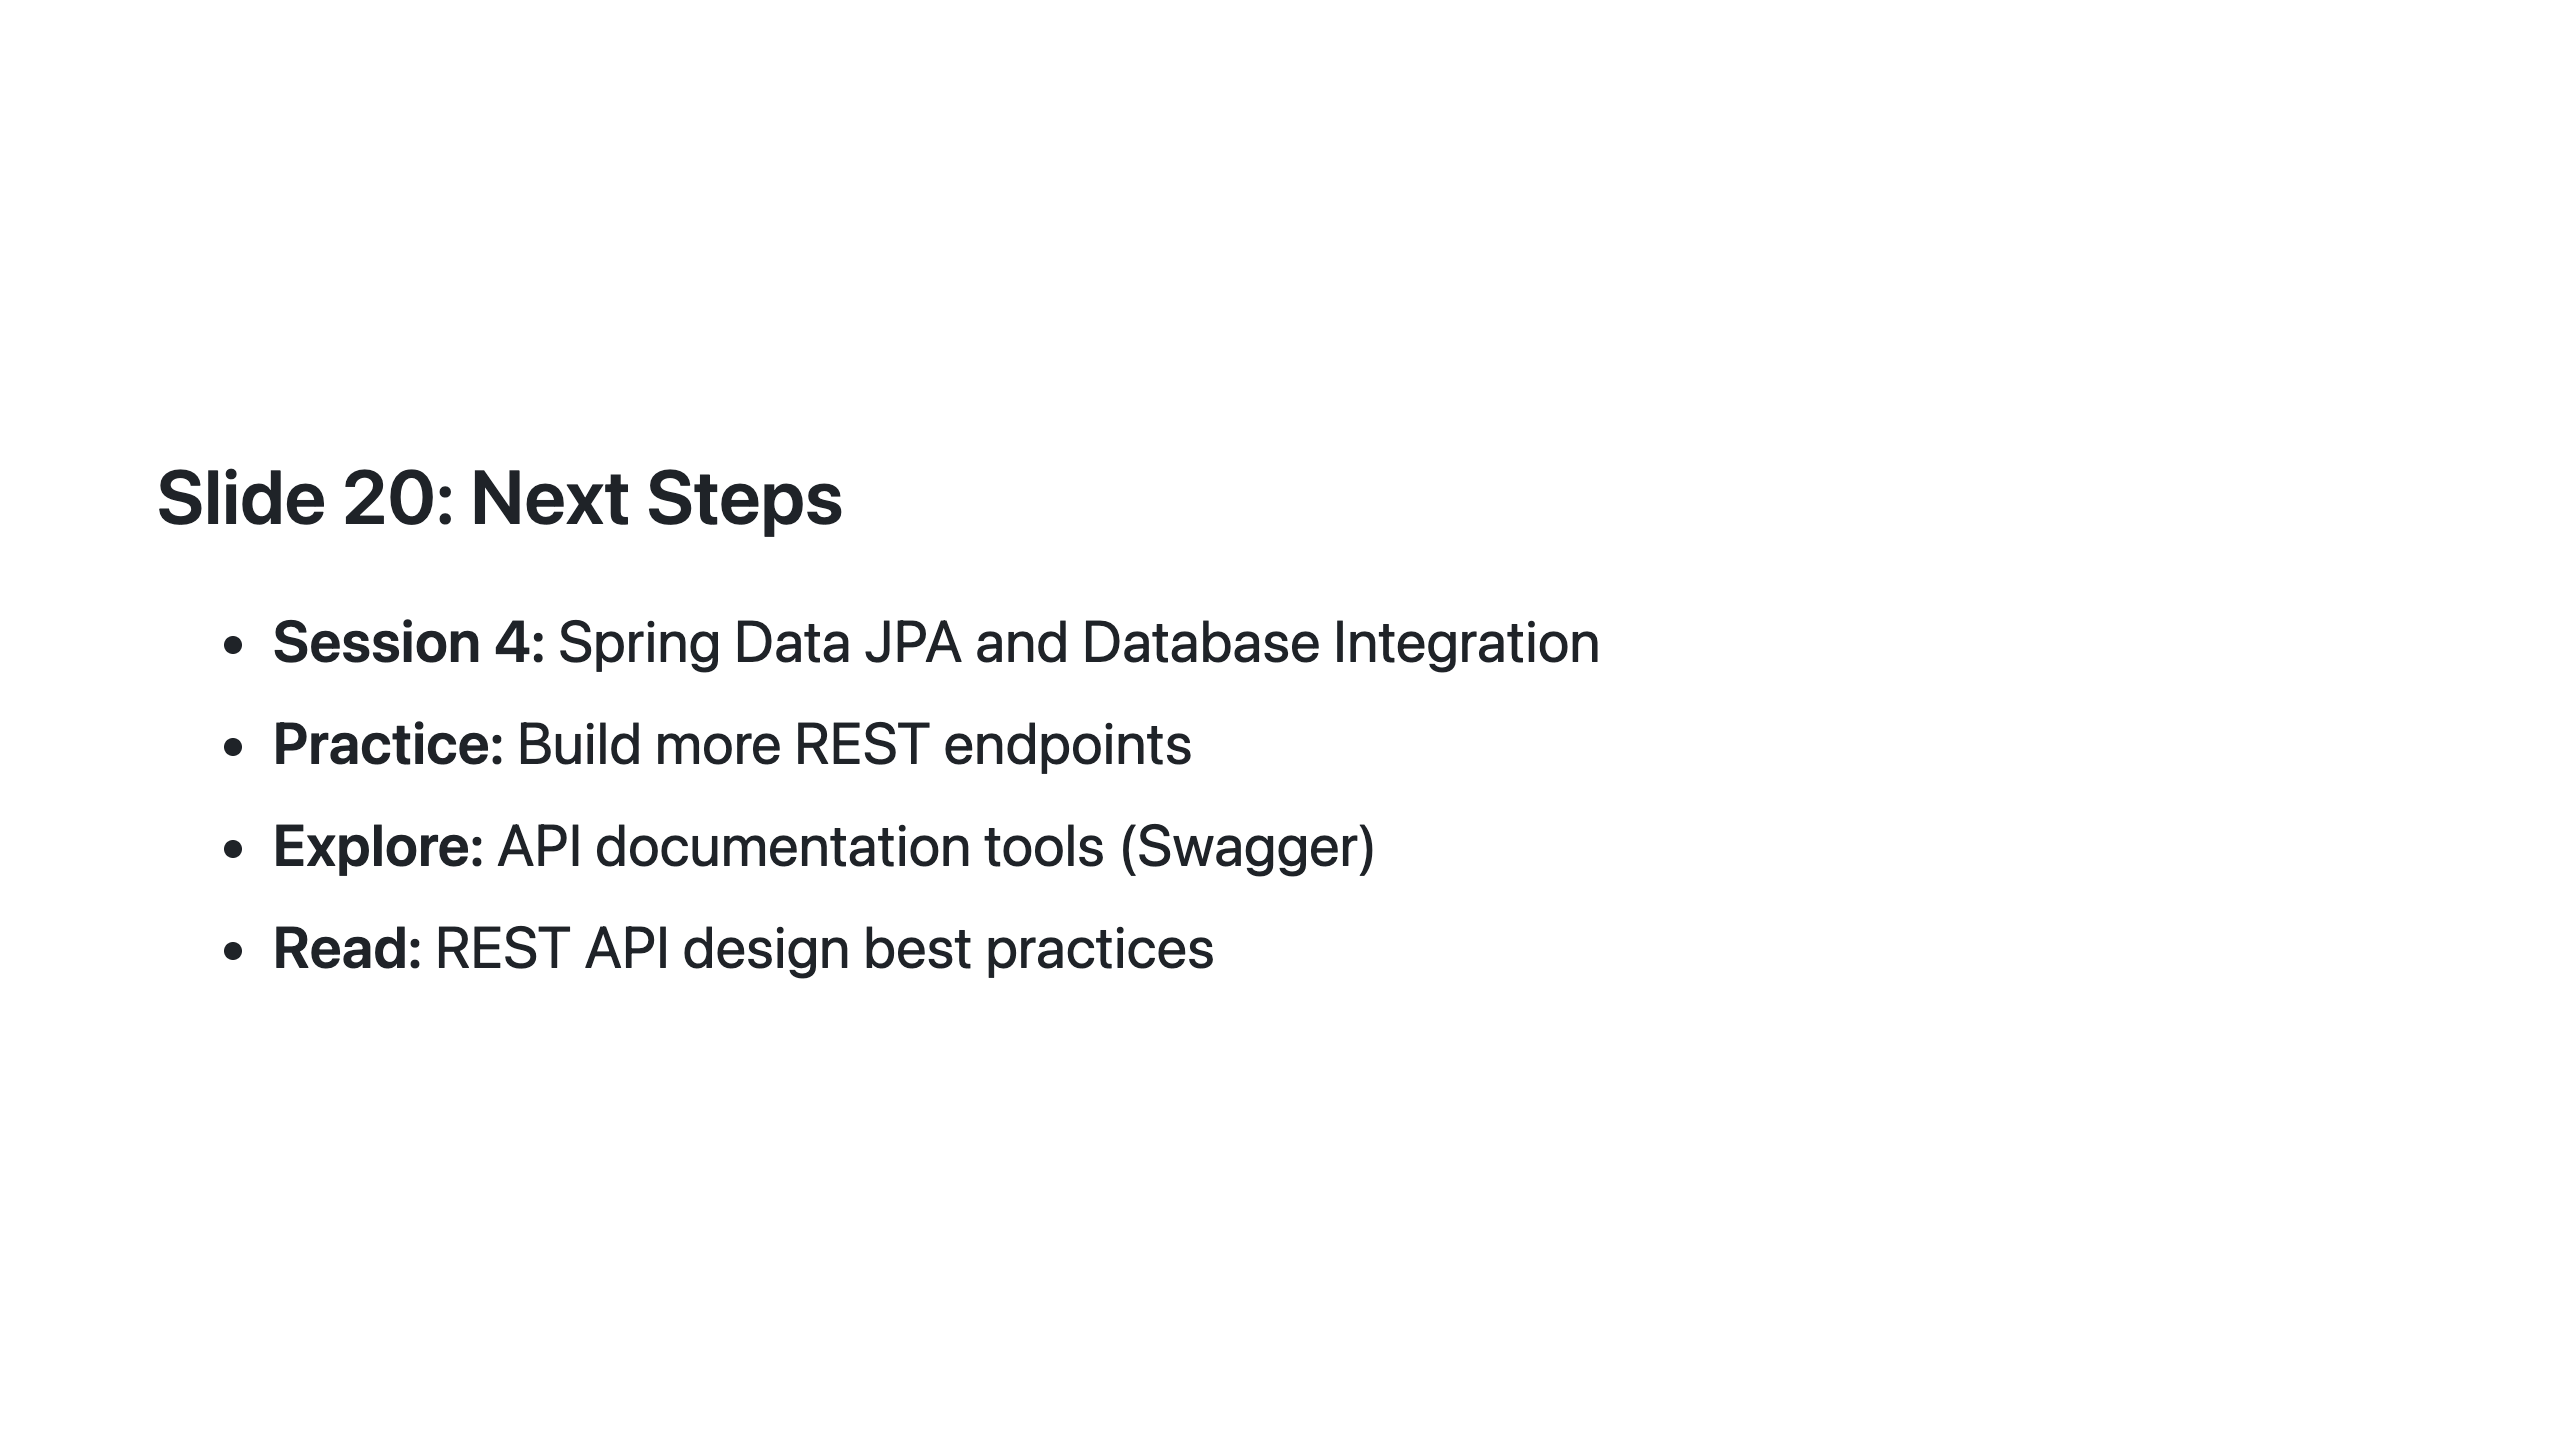 Slide 20: Next Steps
• Session 4: Spring Data JPA and Database Integration
• Practice: Build more REST endpoints
• Explore: API documentation tools (Swagger)
• Read: REST API design best practices